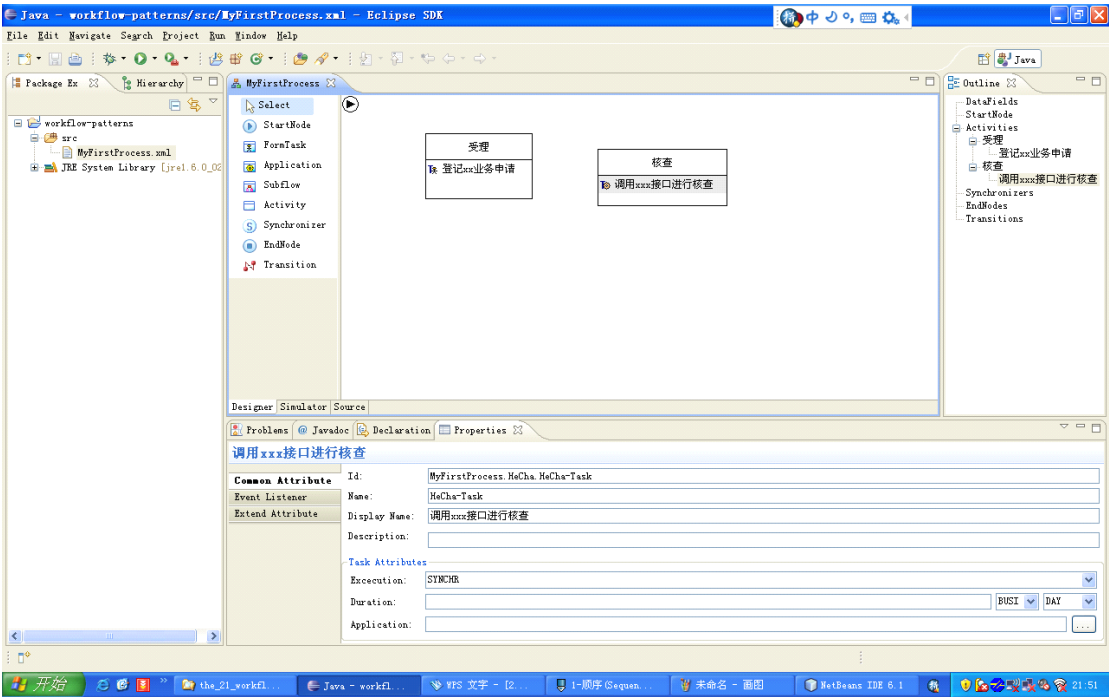 Java - workflow-patterns/src/MyFirstProcess.xml - Eclipse SDK
中
File Edit Navigate Search Project Run Window Help
Java
Package Ex
Hierarchy
MyFirstProcess
Outline
workflow-patterns
src
MyFirstProcess.xml
JRE System Library [jre1.6.0_02
Select
StartNode
FormTask
Application
Subflow
Activity
Synchronizer
EndNode
Transition
受理
登记xx业务申请
核查
调用xxx接口进行核查
DataFields
StartNode
Activities
受理
登记xx业务申请
核查
调用xxx接口进行核查
Synchronizers
EndNodes
Transitions
Designer Simulator Source
Problems @ Javadoc Declaration Properties
调用xxx接口进行核查
Common Attribute
Event Listener
Extend Attribute
Id: MyFirstProcess.HeCha.HeCha-Task
Name: HeCha-Task
Display Name: 调用xxx接口进行核查
Description:
Task Attributes
Excecution: SYNCHR
Duration: BUSI DAY
Application: ...
开始 the_21_workfl... Java - workfl... WPS 文字 - [2... 1-顺序(Sequen... 未命名 - 画图 NetBeans IDE 6.1 21:51